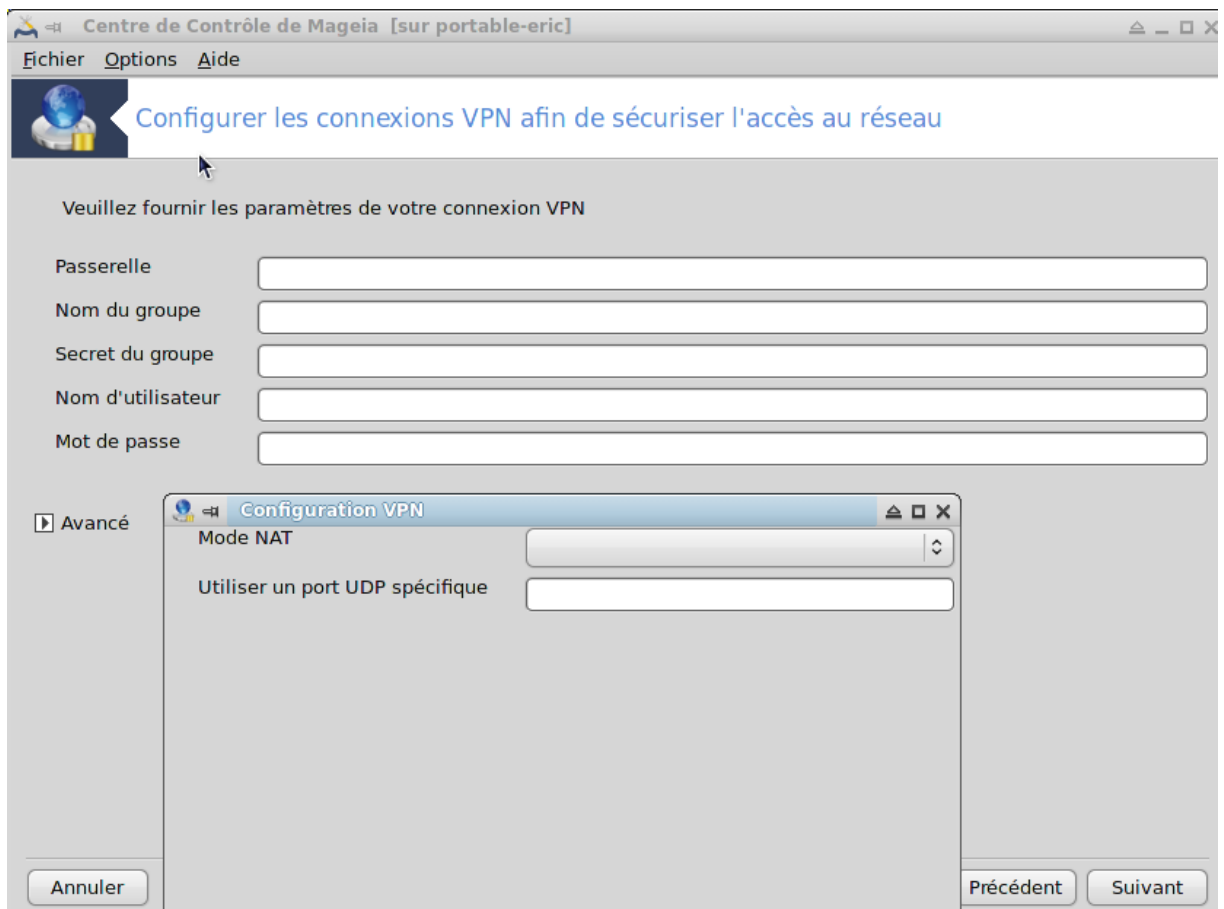 Centre de Contrôle de Mageia [sur portable-eric]
Fichier Options Aide
Configurer les connexions VPN afin de sécuriser l'accès au réseau
Veuillez fournir les paramètres de votre connexion VPN
Passerelle
Nom du groupe
Secret du groupe
Nom d'utilisateur
Mot de passe
Avancé
Configuration VPN
Mode NAT
Utiliser un port UDP spécifique
Annuler Précédent Suivant